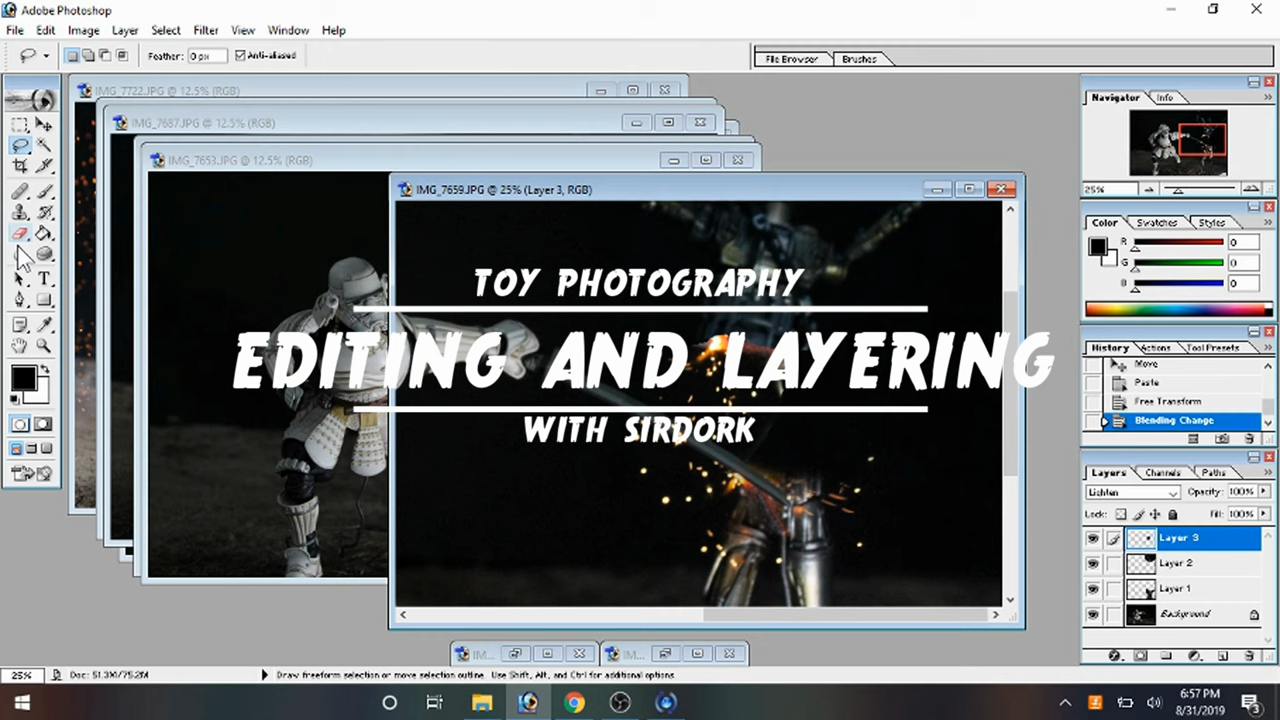 Adobe Photoshop
File Edit Image Layer Select Filter View Window Help
Feather: 0 px Anti-aliased
File Browser Brushes
IMG_7722.JPG @ 12.5% (RGB)
IMG_7687.JPG @ 12.5% (RGB)
IMG_7653.JPG @ 12.5% (RGB)
IMG_7659.JPG @ 25% (Layer 3, RGB)
TOY PHOTOGRAPHY
EDITING AND LAYERING
WITH SIRDORK
Navigator Info
25%
Color Swatches Styles
R 0
G 0
B 0
History Actions Tool Presets
Move
Paste
Free Transform
Blending Change
Layers Channels Paths
Lighten Opacity: 100%
Lock: Fill: 100%
Layer 3
Layer 2
Layer 1
Background
IM...
IM...
25% Doc: 51.3M/75.2M Draw freeform selection or move selection outline. Use Shift, Alt, and Ctrl for additional options.
6:57 PM
8/31/2019
3